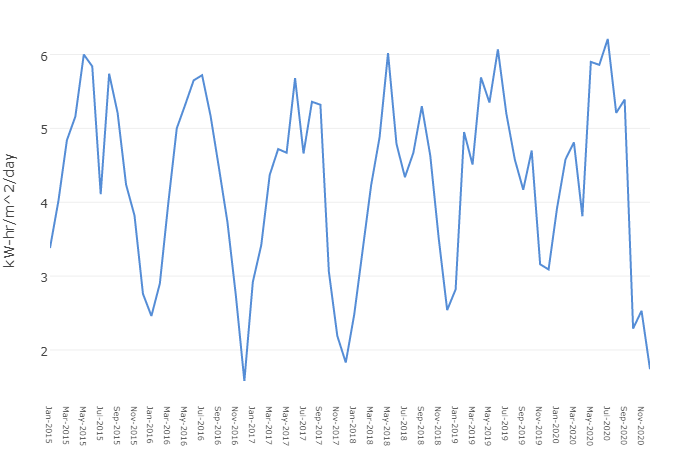 kW-hr/m^2/day
6
5
4
3
2
Jan-2015
Mar-2015
May-2015
Jul-2015
Sep-2015
Nov-2015
Jan-2016
Mar-2016
May-2016
Jul-2016
Sep-2016
Nov-2016
Jan-2017
Mar-2017
May-2017
Jul-2017
Sep-2017
Nov-2017
Jan-2018
Mar-2018
May-2018
Jul-2018
Sep-2018
Nov-2018
Jan-2019
Mar-2019
May-2019
Jul-2019
Sep-2019
Nov-2019
Jan-2020
Mar-2020
May-2020
Jul-2020
Sep-2020
Nov-2020